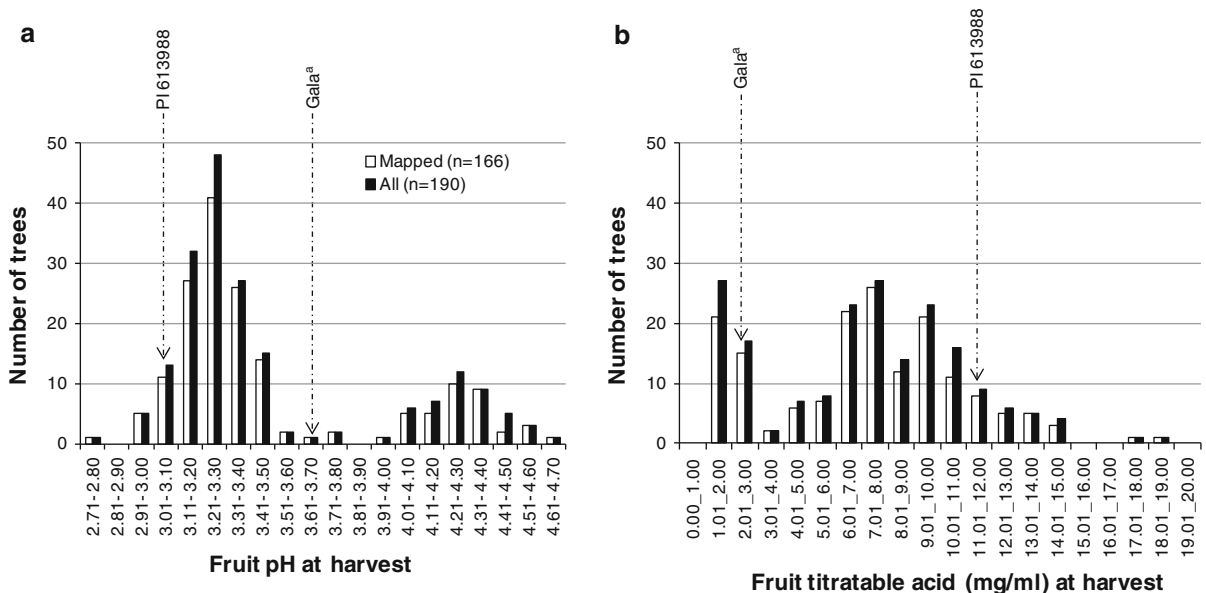 a
PI 613988
Galaª
50
40
30
20
10
0
Number of trees
Mapped (n=166)
All (n=190)
2.71 - 2.80
2.81 - 2.90
2.91 - 3.00
3.01 - 3.10
3.11 - 3.20
3.21 - 3.30
3.31 - 3.40
3.41 - 3.50
3.51 - 3.60
3.61 - 3.70
3.71 - 3.80
3.81 - 3.90
3.91 - 4.00
4.01 - 4.10
4.11 - 4.20
4.21 - 4.30
4.31 - 4.40
4.41 - 4.50
4.51 - 4.60
4.61 - 4.70
Fruit pH at harvest
b
Galaª
PI 613988
50
40
30
20
10
0
Number of trees
0.00_1.00
1.01_2.00
2.01_3.00
3.01_4.00
4.01_5.00
5.01_6.00
6.01_7.00
7.01_8.00
8.01_9.00
9.01_10.00
10.01_11.00
11.01_12.00
12.01_13.00
13.01_14.00
14.01_15.00
15.01_16.00
16.01_17.00
17.01_18.00
18.01_19.00
19.01_20.00
Fruit titratable acid (mg/ml) at harvest